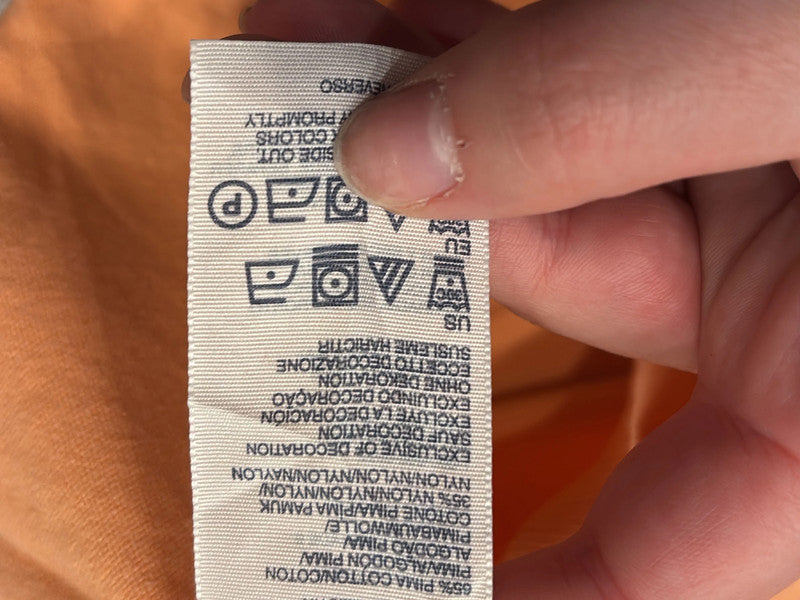 65% PIMA COTTON/COTON
PIMA/ALGODÓN PIMA/
ALGODÃO PIMA/
PIMABAUMWOLLE/
COTONE PIMA/PIMA PAMUK
35% NYLON/NYLON/NYLON/
NYLON/NYLON/NAYLON
EXCLUSIVE OF DECORATION
SAUF DECORATION
EXCLUYE LA DECORACIÓN
EXCLUINDO DECORAÇÃO
OHNE DEKORATION
ECCETTO DECORAZIONE
SUSLEME HARICTIR
US
30C
EU
P
SIDE OUT.
COLORS
PROMPTLY
REVERSO